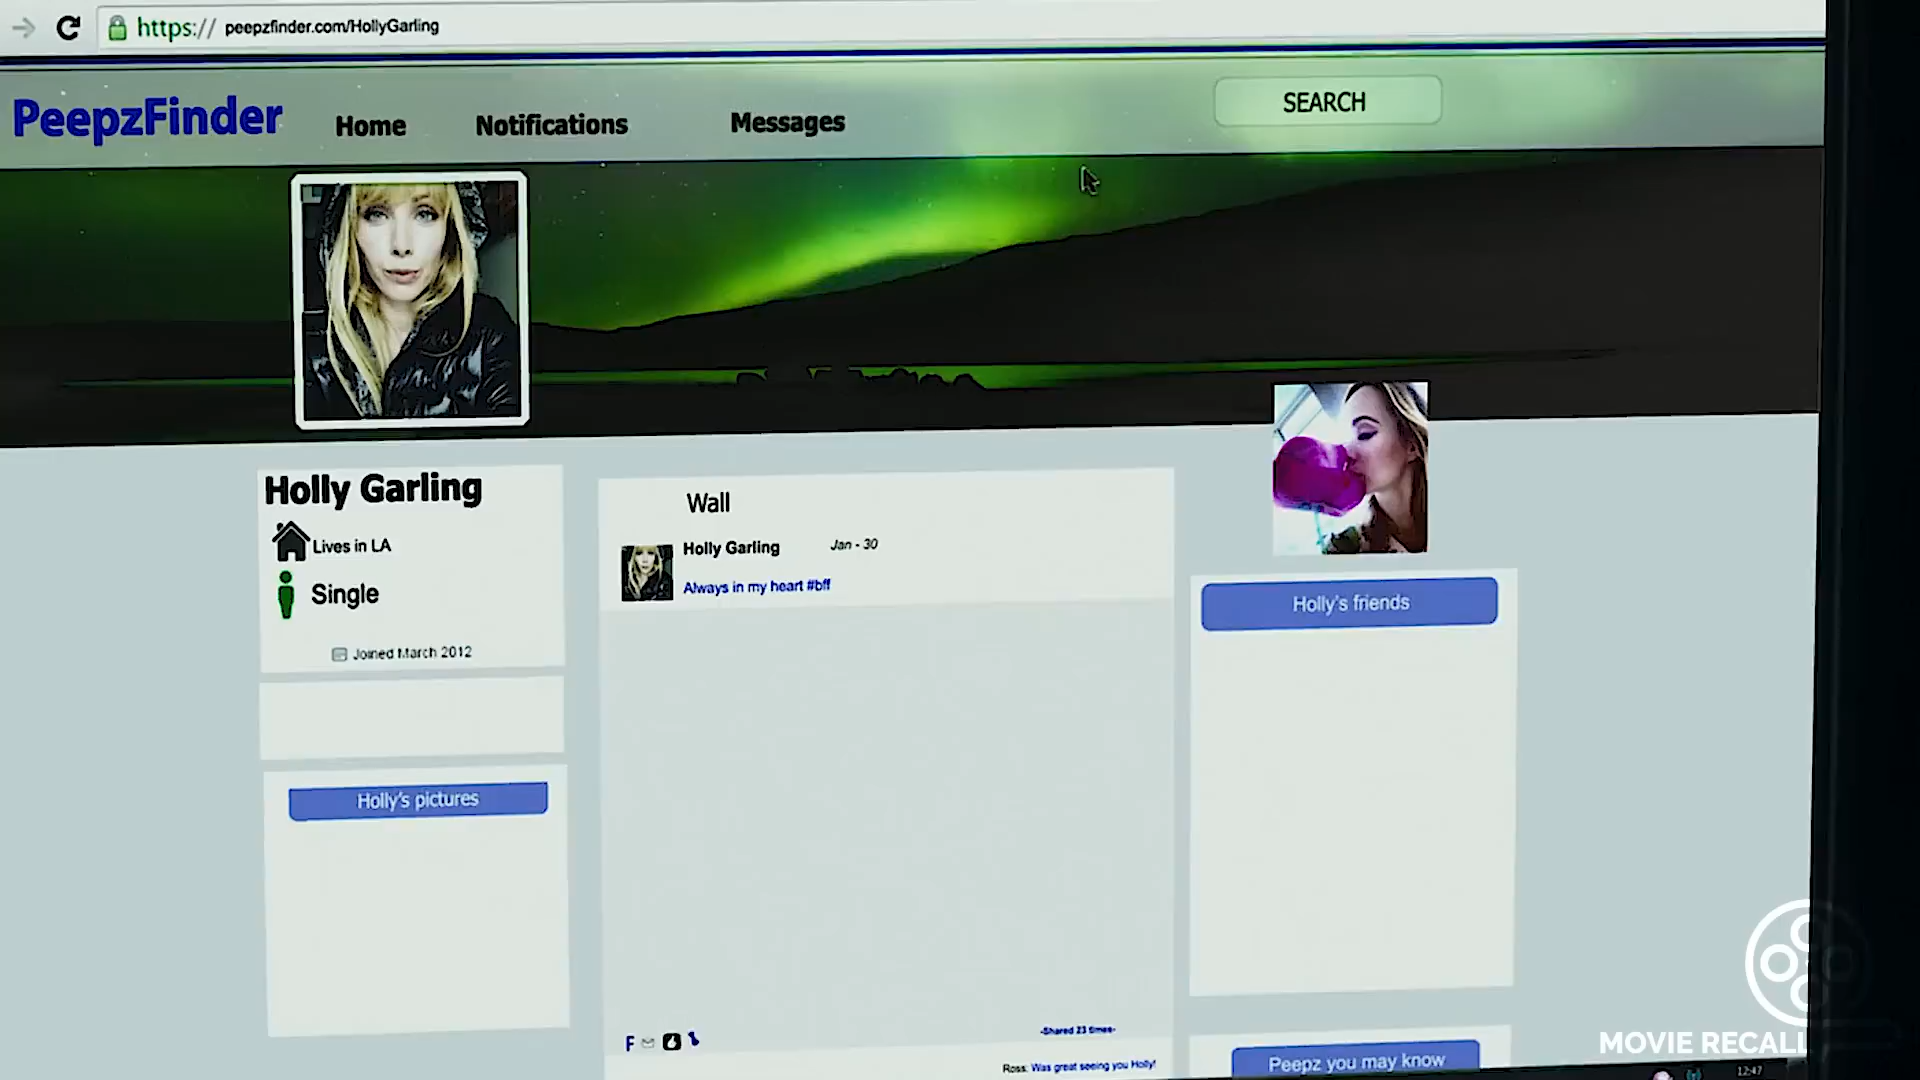 https:// peepzfinder.com/HollyGarling
PeepzFinder
Home
Notifications
Messages
SEARCH
Holly Garling
Lives in LA
Single
Joined March 2012
Holly's pictures
Wall
Holly Garling
Jan - 30
Always in my heart #bff
-Shared 23 times-
Ross: Was great seeing you Holly!
Holly's friends
Peepz you may know
MOVIE RECALL
12:47